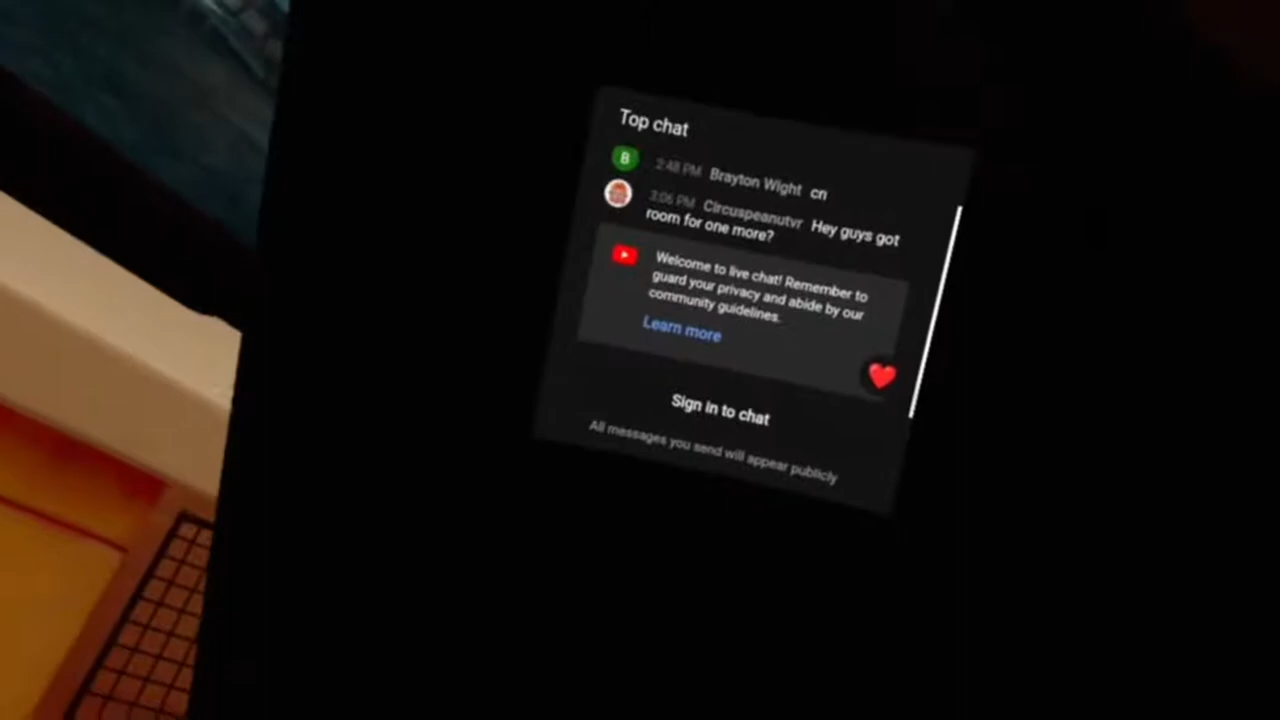 Top chat
B
2:48 PM Brayton Wight cn
3:06 PM Circuspeanutvr Hey guys got
room for one more?
Welcome to live chat! Remember to
guard your privacy and abide by our
community guidelines.
Learn more
Sign in to chat
All messages you send will appear publicly